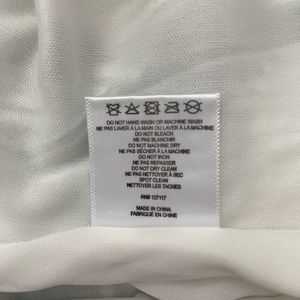 DO NOT HAND WASH OR MACHINE WASH
NE PAS LAVER À LA MAIN OU LAVER À LA MACHINE
DO NOT BLEACH
NE PAS BLANCHIR
DO NOT MACHINE DRY
NE PAS SÉCHER À LA MACHINE
DO NOT IRON
NE PAS REPASSER
DO NOT DRY CLEAN
NE PAS NETTOYER À SEC
SPOT CLEAN
NETTOYER LES TACHES
RN# 127117
MADE IN CHINA
FABRIQUÉ EN CHINE